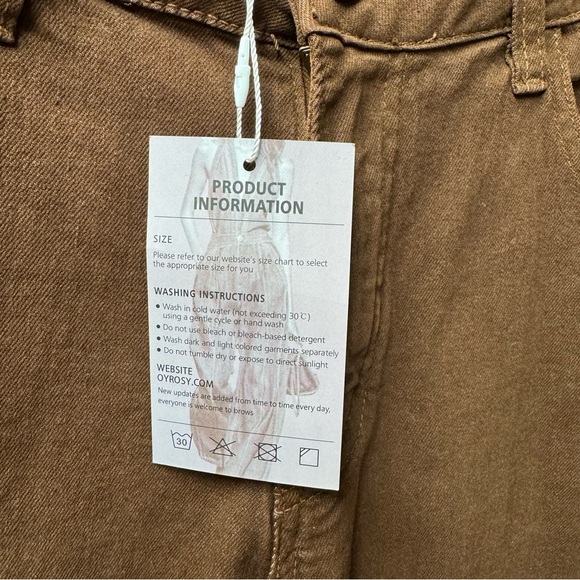 PRODUCT
INFORMATION
SIZE
Please refer to our website's size chart to select
the appropriate size for you
WASHING INSTRUCTIONS
• Wash in cold water (not exceeding 30℃)
using a gentle cycle or hand wash
• Do not use bleach or bleach-based detergent
• Wash dark and light colored garments separately
• Do not tumble dry or expose to direct sunlight
WEBSITE
OYROSY.COM
New updates are added from time to time every day,
everyone is welcome to brows
30